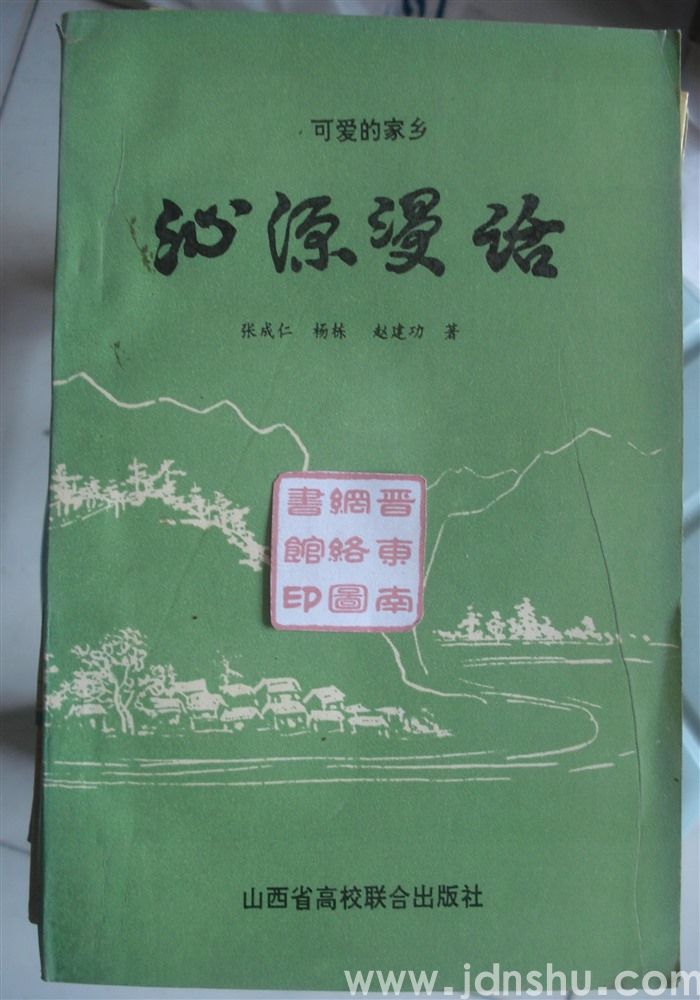 可爱的家乡
沁源漫话
张成仁 杨栋 赵建功 著
晋東南
網絡圖
書館印
山西省高校联合出版社
www.jdnshu.com